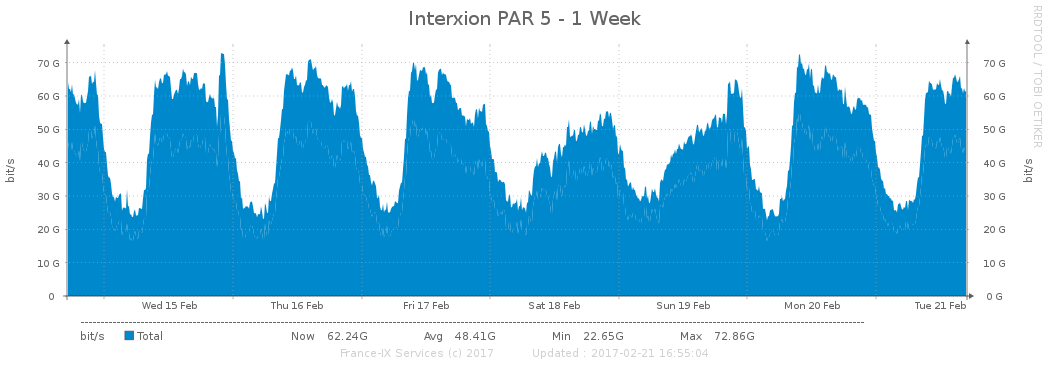 Interxion PAR 5 - 1 Week
RRDTOOL / TOBI OETIKER
bit/s
70 G 70 G
60 G 60 G
50 G 50 G
40 G 40 G
30 G 30 G
20 G 20 G
10 G 10 G
0 0 G
bit/s
Wed 15 Feb Thu 16 Feb Fri 17 Feb Sat 18 Feb Sun 19 Feb Mon 20 Feb Tue 21 Feb
bit/s Total Now 62.24G Avg 48.41G Min 22.65G Max 72.86G
France-IX Services (c) 2017 Updated : 2017-02-21 16:55:04